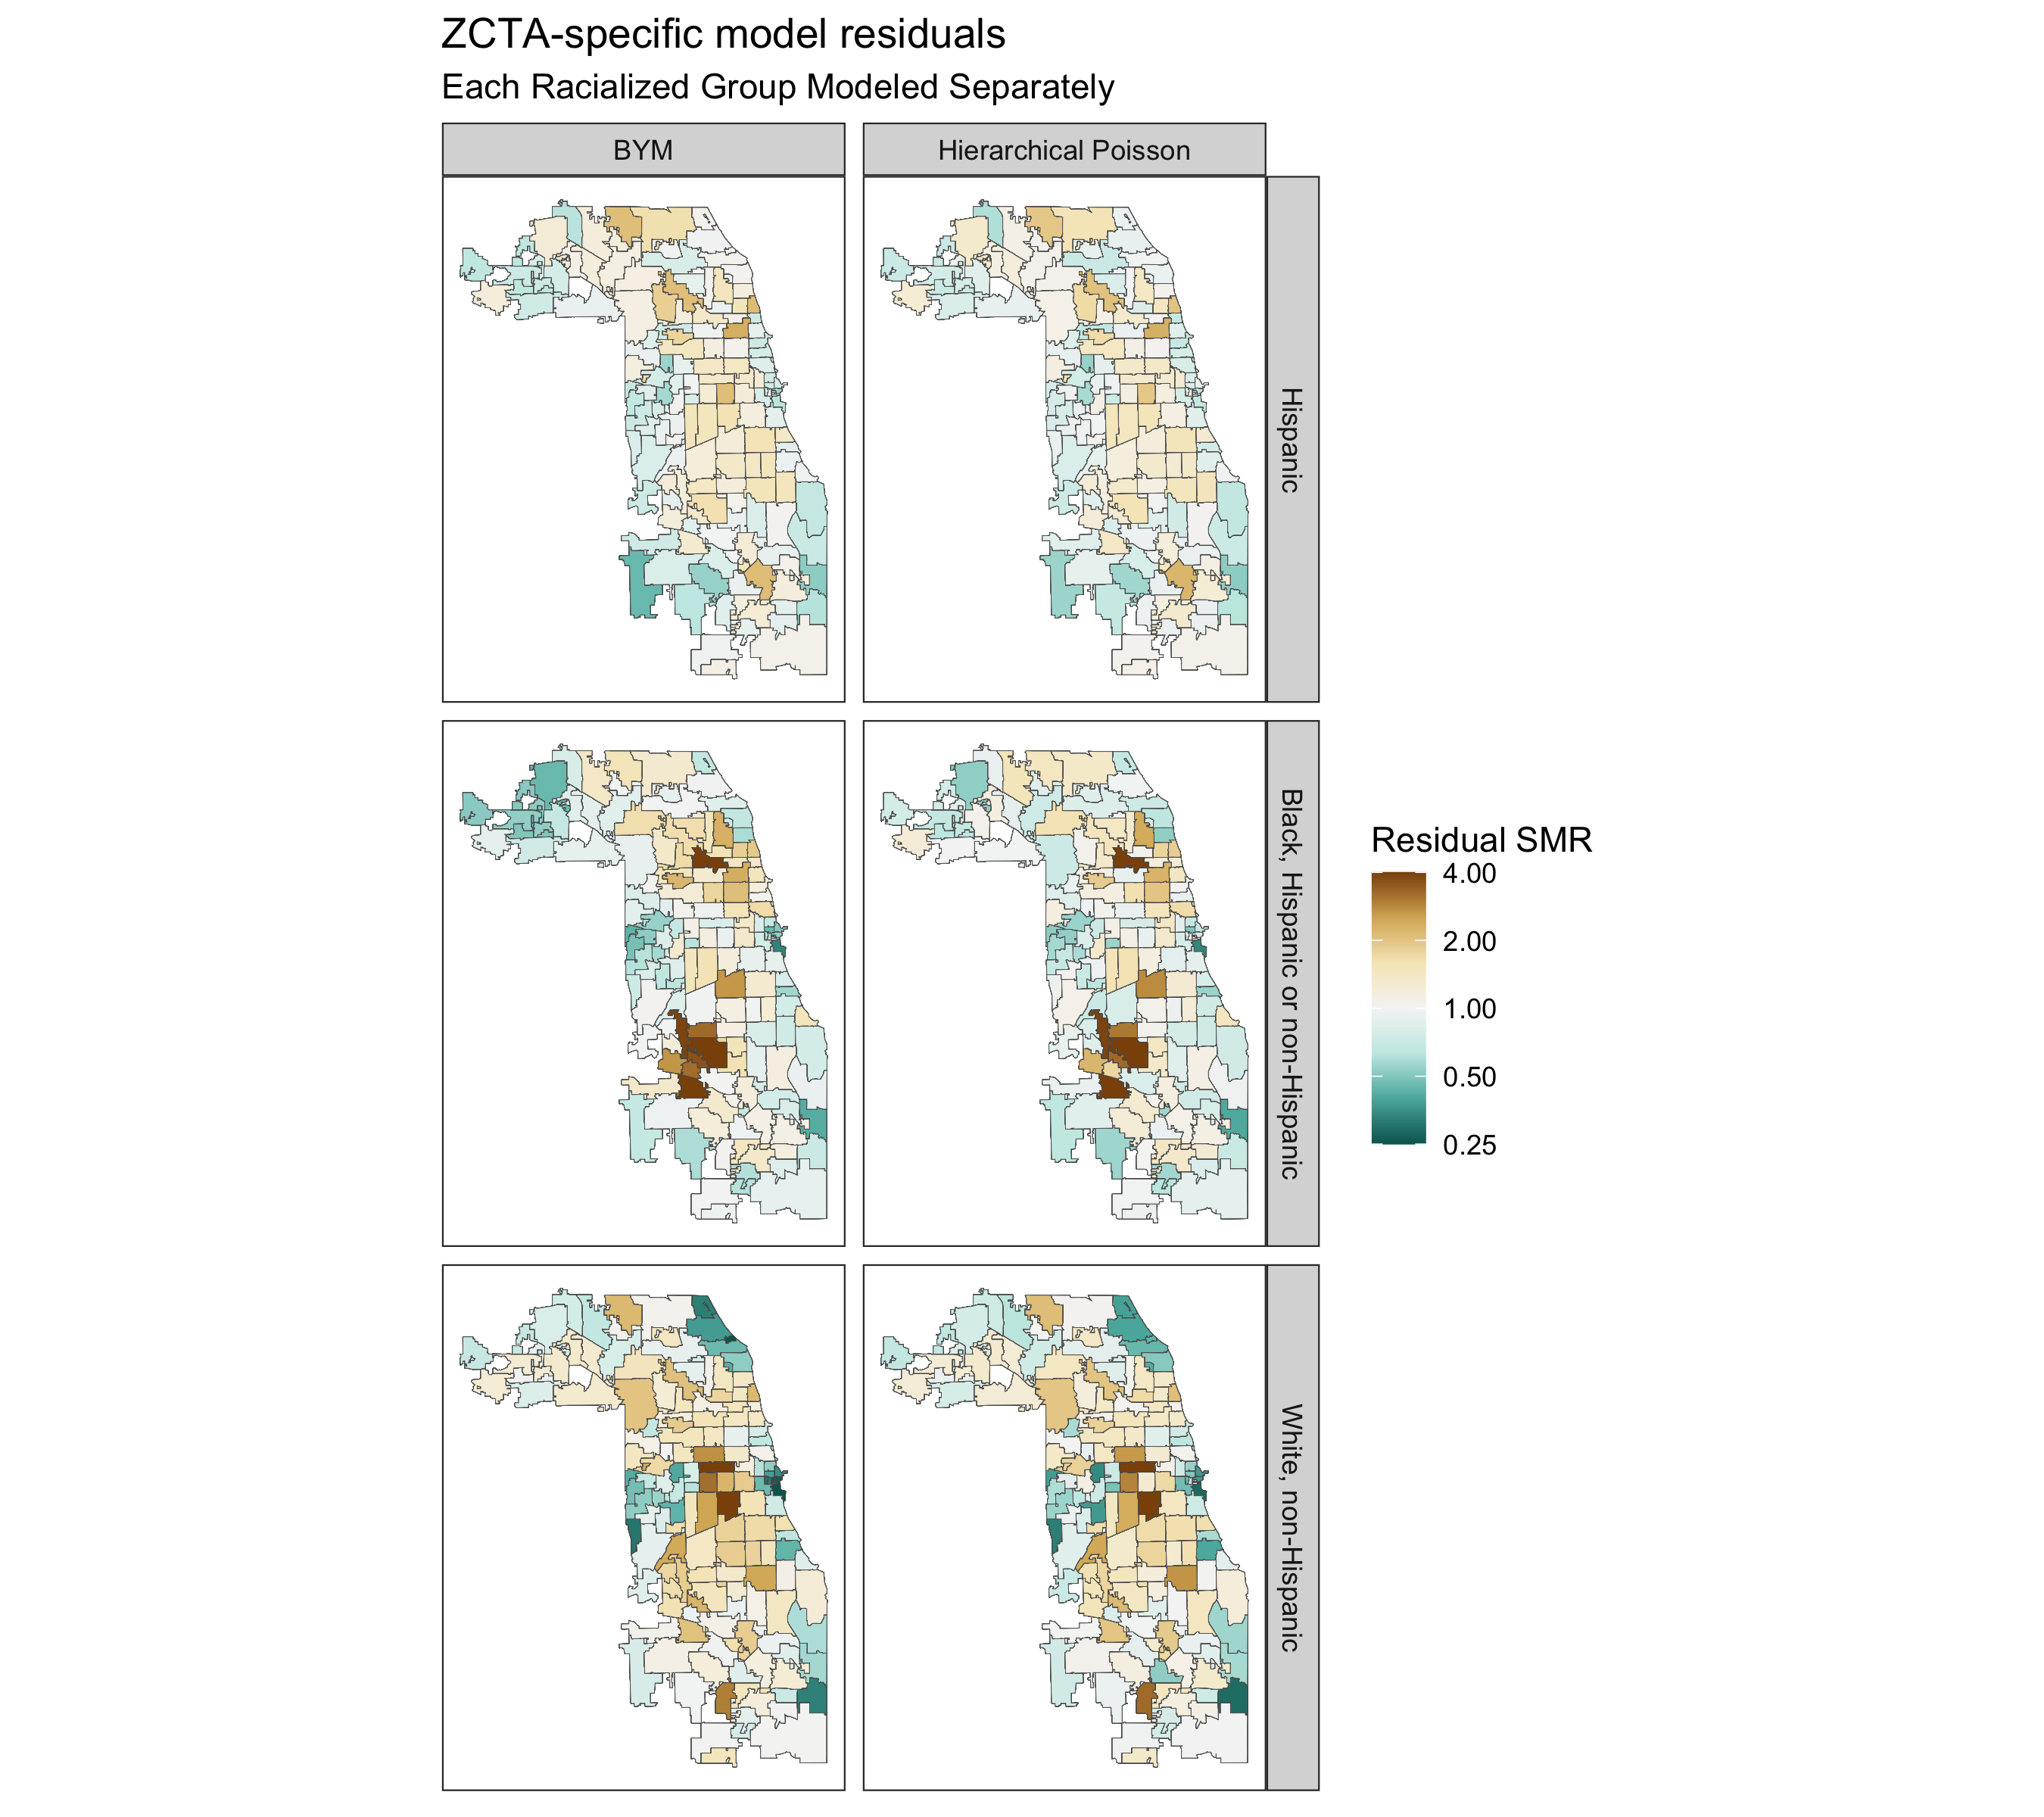 ZCTA-specific model residuals
Each Racialized Group Modeled Separately
BYM
Hierarchical Poisson
Hispanic
Black, Hispanic or non-Hispanic
White, non-Hispanic
Residual SMR
4.00
2.00
1.00
0.50
0.25